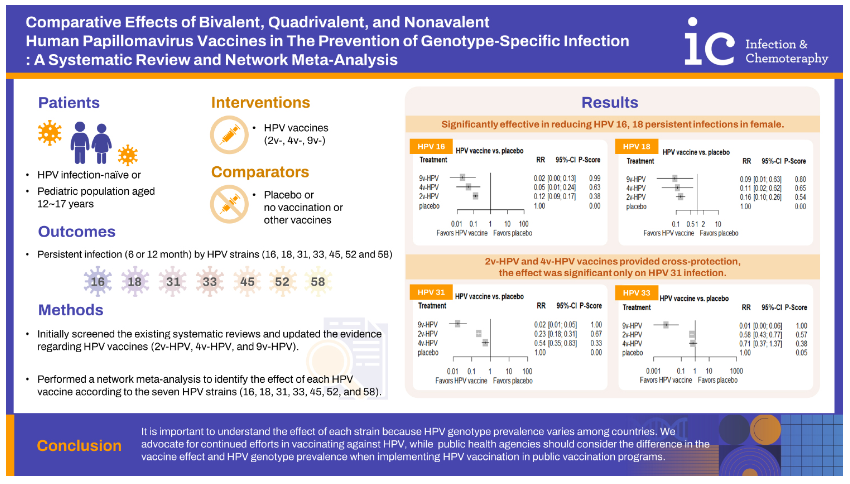 Comparative Effects of Bivalent, Quadrivalent, and Nonavalent
Human Papillomavirus Vaccines in The Prevention of Genotype-Specific Infection
: A Systematic Review and Network Meta-Analysis
ic Infection &
Chemoteraphy
Patients
• HPV infection-naïve or
• Pediatric population aged
12~17 years
Interventions
• HPV vaccines
(2v-, 4v-, 9v-)
Comparators
• Placebo or
no vaccination or
other vaccines
Outcomes
• Persistent infection (6 or 12 month) by HPV strains (16, 18, 31, 33, 45, 52 and 58)
16 18 31 33 45 52 58
Methods
• Initially screened the existing systematic reviews and updated the evidence
regarding HPV vaccines (2v-HPV, 4v-HPV, and 9v-HPV).
• Performed a network meta-analysis to identify the effect of each HPV
vaccine according to the seven HPV strains (16, 18, 31, 33, 45, 52, and 58).
Results
Significantly effective in reducing HPV 16, 18 persistent infections in female.
HPV 16
HPV vaccine vs. placebo
Treatment RR 95%-CI P-Score
9v-HPV 0.02 [0.00; 0.13] 0.99
4v-HPV 0.05 [0.01; 0.24] 0.63
2v-HPV 0.12 [0.09; 0.17] 0.38
placebo 1.00 0.00
0.01 0.1 1 10 100
Favors HPV vaccine Favors placebo
HPV 18
HPV vaccine vs. placebo
Treatment RR 95%-CI P-Score
9v-HPV 0.09 [0.01; 0.63] 0.80
4v-HPV 0.11 [0.02; 0.62] 0.65
2v-HPV 0.16 [0.10; 0.26] 0.54
placebo 1.00 0.00
0.1 0.5 1 2 10
Favors HPV vaccine Favors placebo
2v-HPV and 4v-HPV vaccines provided cross-protection,
the effect was significant only on HPV 31 infection.
HPV 31
HPV vaccine vs. placebo
Treatment RR 95%-CI P-Score
9v-HPV 0.02 [0.01; 0.05] 1.00
2v-HPV 0.23 [0.18; 0.31] 0.67
4v-HPV 0.54 [0.35; 0.83] 0.33
placebo 1.00 0.00
0.01 0.1 1 10 100
Favors HPV vaccine Favors placebo
HPV 33
HPV vaccine vs. placebo
Treatment RR 95%-CI P-Score
9v-HPV 0.01 [0.00; 0.06] 1.00
2v-HPV 0.58 [0.43; 0.77] 0.57
4v-HPV 0.71 [0.37; 1.37] 0.38
placebo 1.00 0.05
0.001 0.1 1 10 1000
Favors HPV vaccine Favors placebo
Conclusion
It is important to understand the effect of each strain because HPV genotype prevalence varies among countries. We
advocate for continued efforts in vaccinating against HPV, while public health agencies should consider the difference in the
vaccine effect and HPV genotype prevalence when implementing HPV vaccination in public vaccination programs.